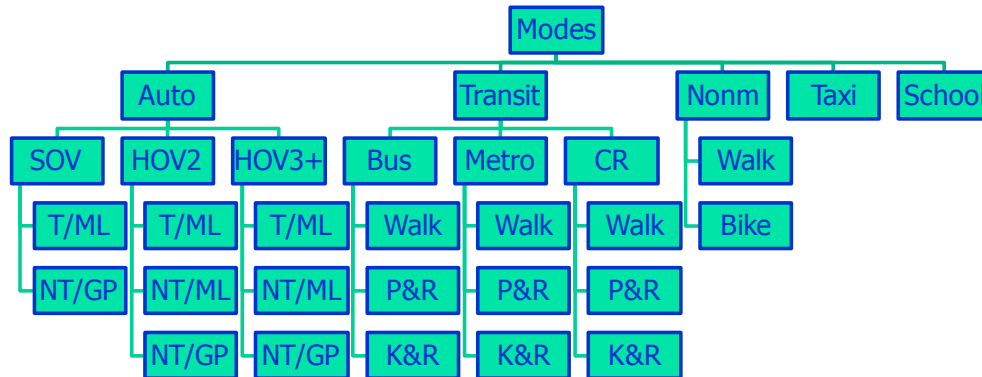 Modes
Auto Transit Nonm Taxi School
SOV HOV2 HOV3+ Bus Metro CR Walk
T/ML T/ML T/ML Walk Walk Walk Bike
NT/GP NT/ML NT/ML P&R P&R P&R
NT/GP NT/GP K&R K&R K&R